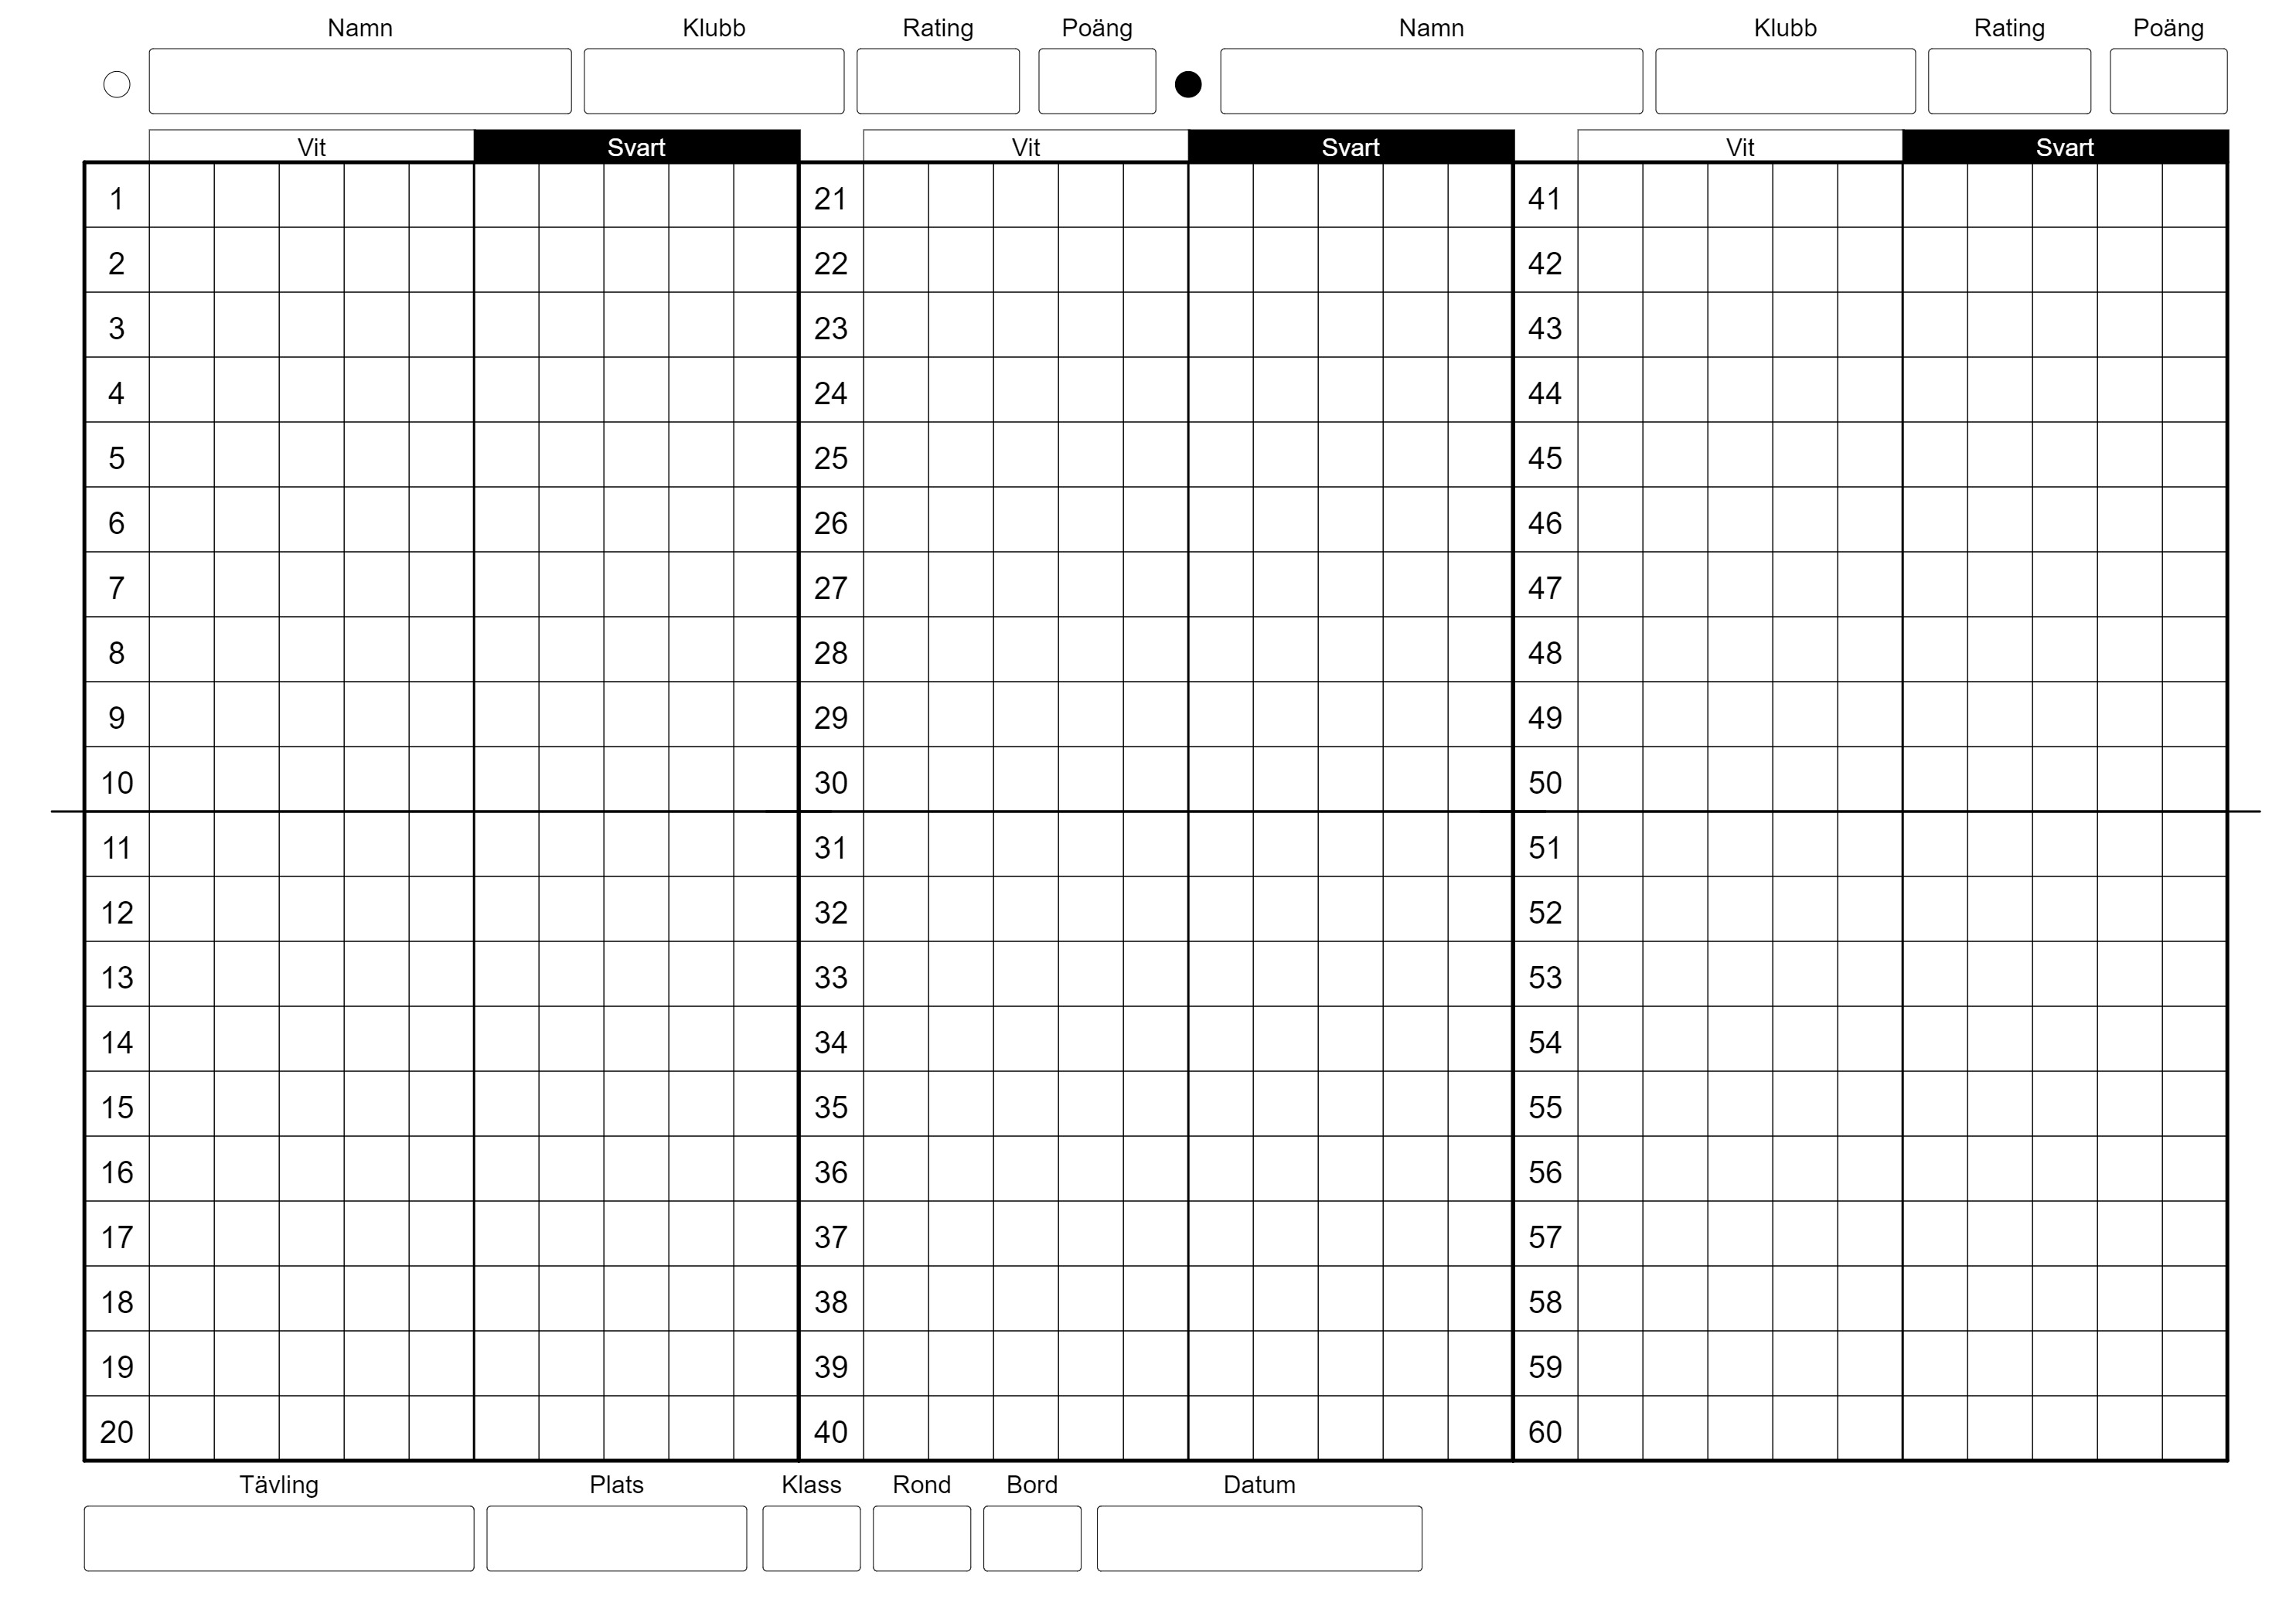 Namn Klubb Rating Poäng Namn Klubb Rating Poäng
Vit Svart Vit Svart Vit Svart
1 21 41
2 22 42
3 23 43
4 24 44
5 25 45
6 26 46
7 27 47
8 28 48
9 29 49
10 30 50
11 31 51
12 32 52
13 33 53
14 34 54
15 35 55
16 36 56
17 37 57
18 38 58
19 39 59
20 40 60
Tävling Plats Klass Rond Bord Datum